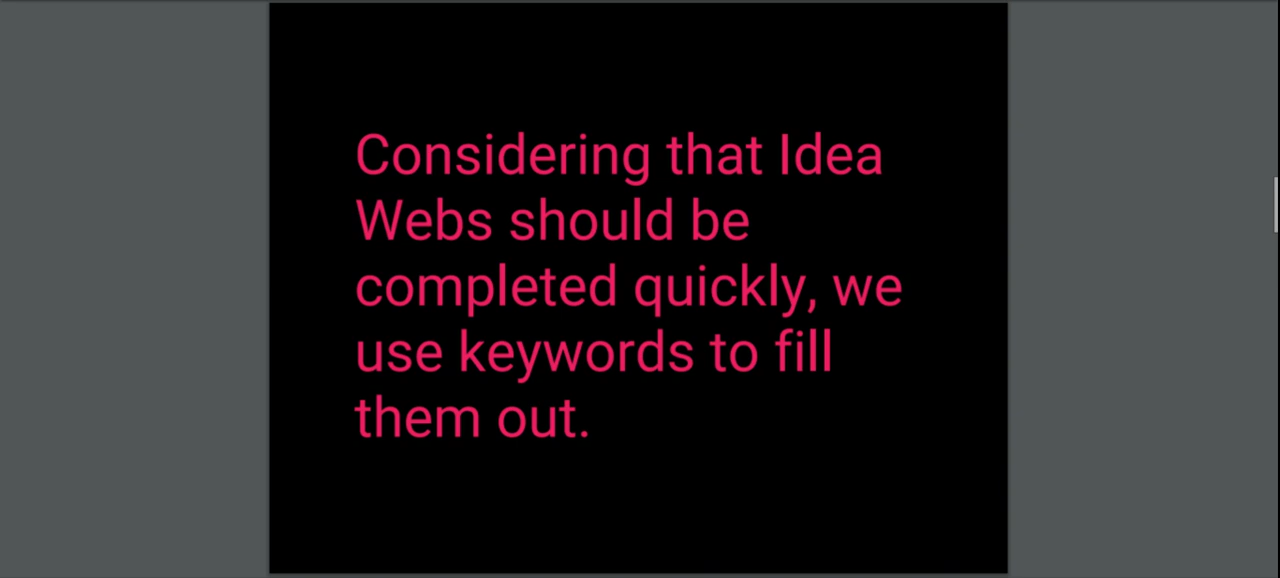 Considering that Idea
Webs should be
completed quickly, we
use keywords to fill
them out.